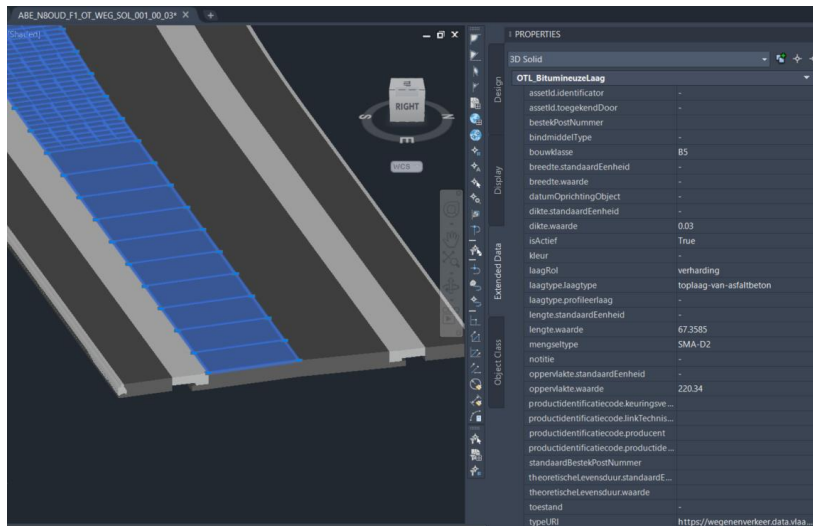 ABE_N8OUD_F1_OT_WEG_SOL_001_00_03* × +
[Shaded]
RIGHT
S
E
N
WCS
PROPERTIES
3D Solid
Design
Display
Extended Data
Object Class
OTL_BitumineuzeLaag
assetId.identificator -
assetId.toegekendDoor -
bestekPostNummer
bindmiddelType -
bouwklasse B5
breedte.standaardEenheid -
breedte.waarde -
datumOprichtingObject -
dikte.standaardEenheid -
dikte.waarde 0.03
isActief True
kleur -
laagRol verharding
laagtype.laagtype toplaag-van-asfaltbeton
laagtype.profileerlaag -
lengte.standaardEenheid -
lengte.waarde 67.3585
mengseltype SMA-D2
notitie -
oppervlakte.standaardEenheid -
oppervlakte.waarde 220.34
productidentificatiecode.keuringsve...
productidentificatiecode.linkTechnis...
productidentificatiecode.producent
productidentificatiecode.productide...
standaardBestekPostNummer
theoretischeLevensduur.standaardE...
theoretischeLevensduur.waarde
toestand -
typeURI https://wegenenverkeer.data.vlaa...